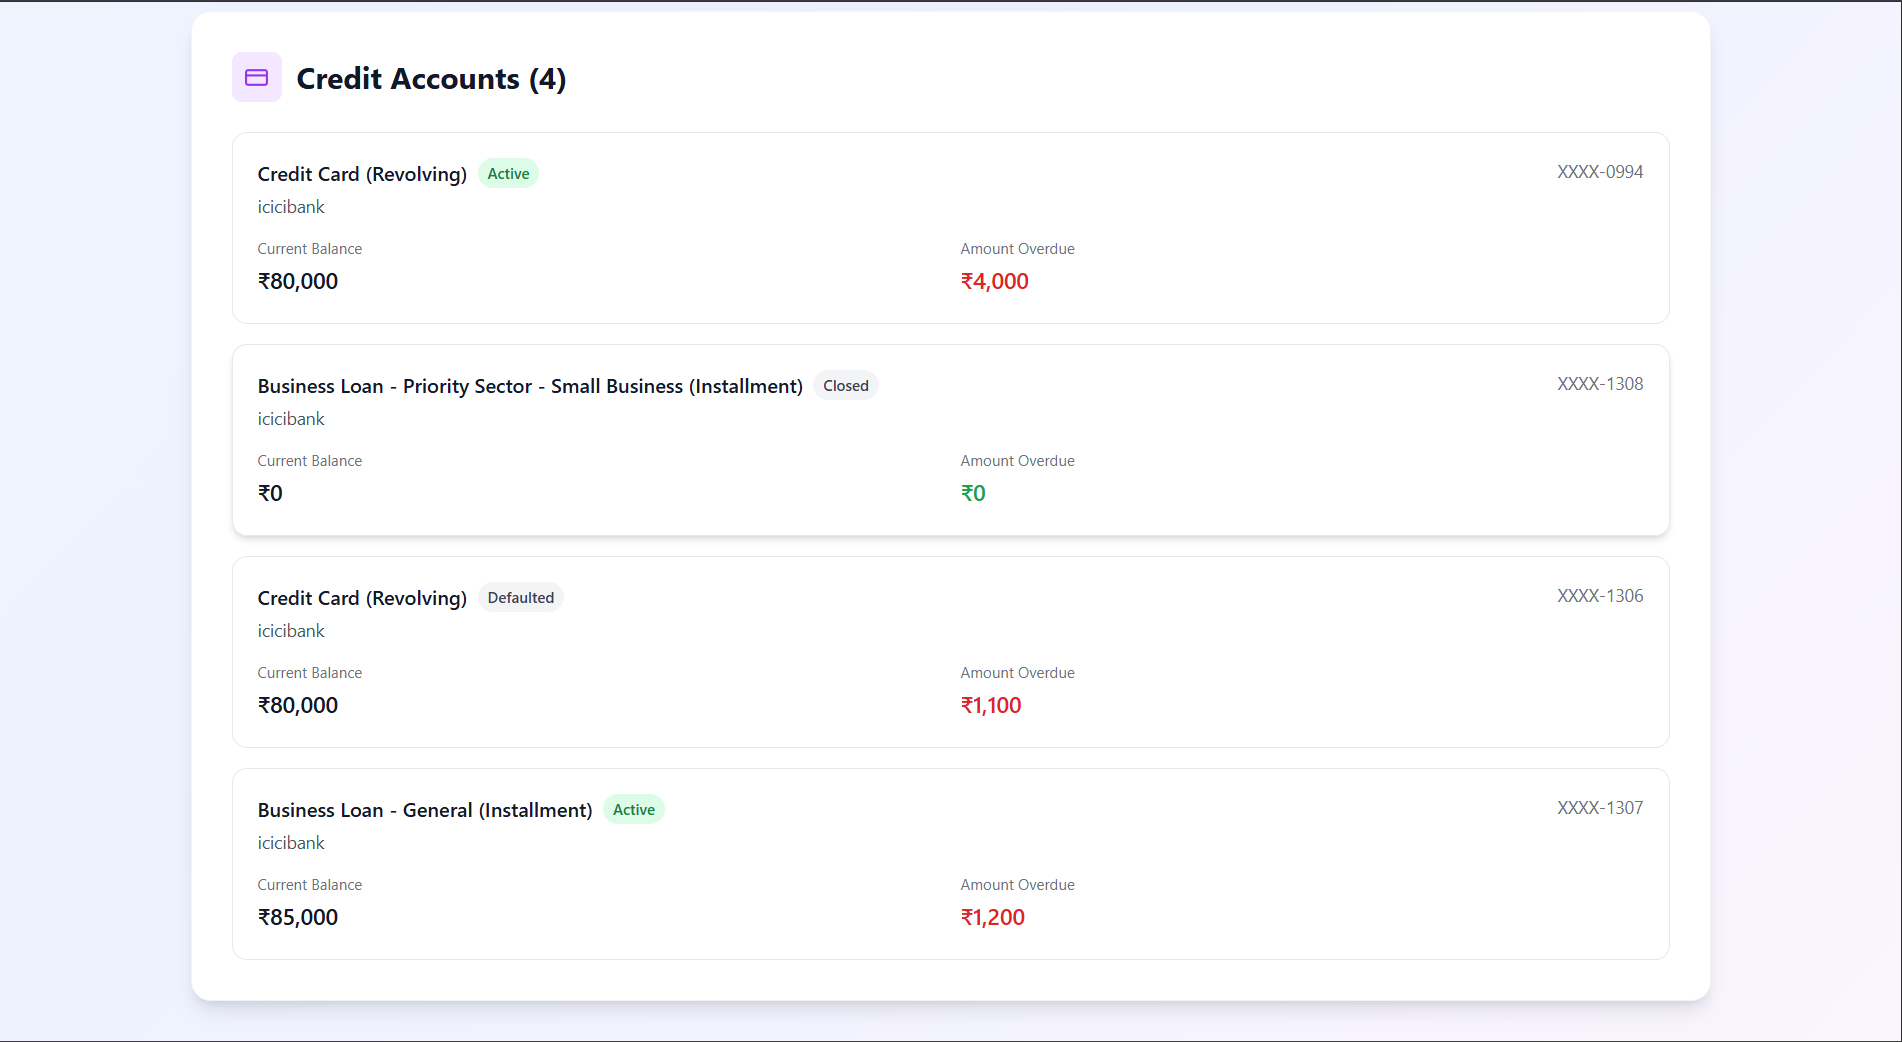 Credit Accounts (4)
Credit Card (Revolving) Active XXXX-0994
icicibank
Current Balance Amount Overdue
₹80,000 ₹4,000
Business Loan - Priority Sector - Small Business (Installment) Closed XXXX-1308
icicibank
Current Balance Amount Overdue
₹0 ₹0
Credit Card (Revolving) Defaulted XXXX-1306
icicibank
Current Balance Amount Overdue
₹80,000 ₹1,100
Business Loan - General (Installment) Active XXXX-1307
icicibank
Current Balance Amount Overdue
₹85,000 ₹1,200